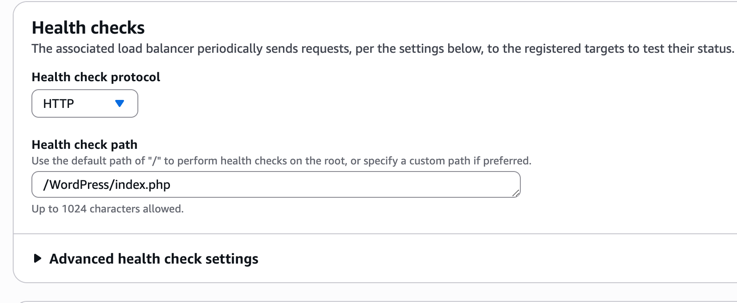 Health checks
The associated load balancer periodically sends requests, per the settings below, to the registered targets to test their status.
Health check protocol
HTTP
Health check path
Use the default path of "/" to perform health checks on the root, or specify a custom path if preferred.
/WordPress/index.php
Up to 1024 characters allowed.
Advanced health check settings